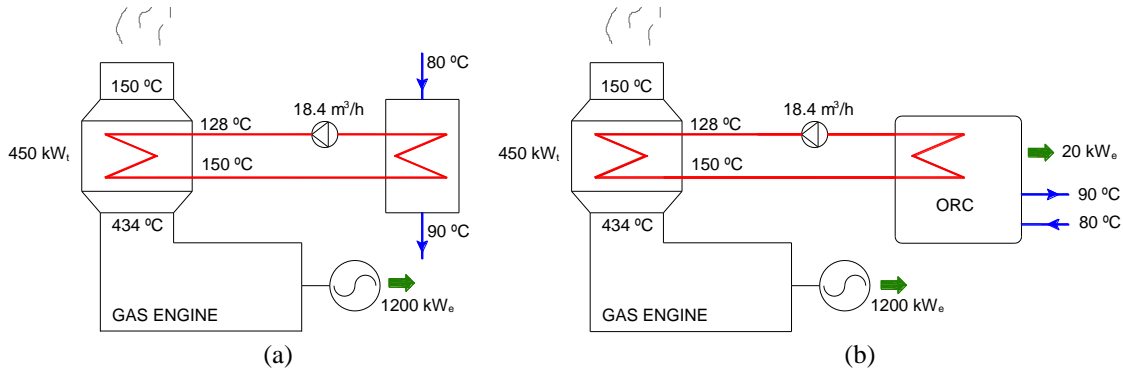 150 ºC
80 ºC
18.4 m³/h
128 ºC
450 kWₜ
150 ºC
434 ºC
90 ºC
1200 kWₑ
GAS ENGINE
(a)
150 ºC
18.4 m³/h
128 ºC
450 kWₜ
150 ºC
20 kWₑ
90 ºC
ORC
80 ºC
434 ºC
1200 kWₑ
GAS ENGINE
(b)